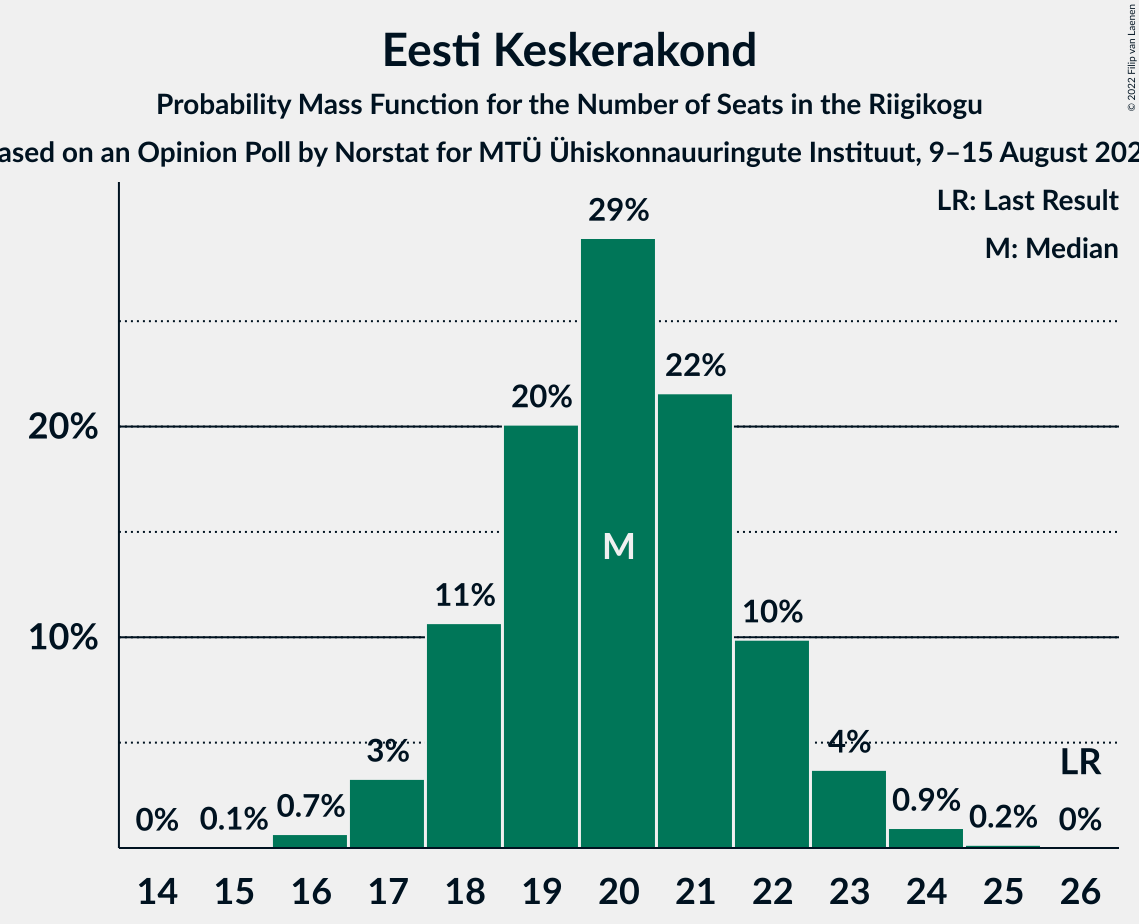 Eesti Keskerakond
Probability Mass Function for the Number of Seats in the Riigikogu
ased on an Opinion Poll by Norstat for MTÜ Ühiskonnauuringute Instituut, 9–15 August 202
© 2022 Filip van Laenen
LR: Last Result
M: Median
29%
22%
20%
20%
M
11%
10%
10%
3%
4%
LR
0%
0.1%
0.7%
0.9%
0.2%
0%
14 15 16 17 18 19 20 21 22 23 24 25 26